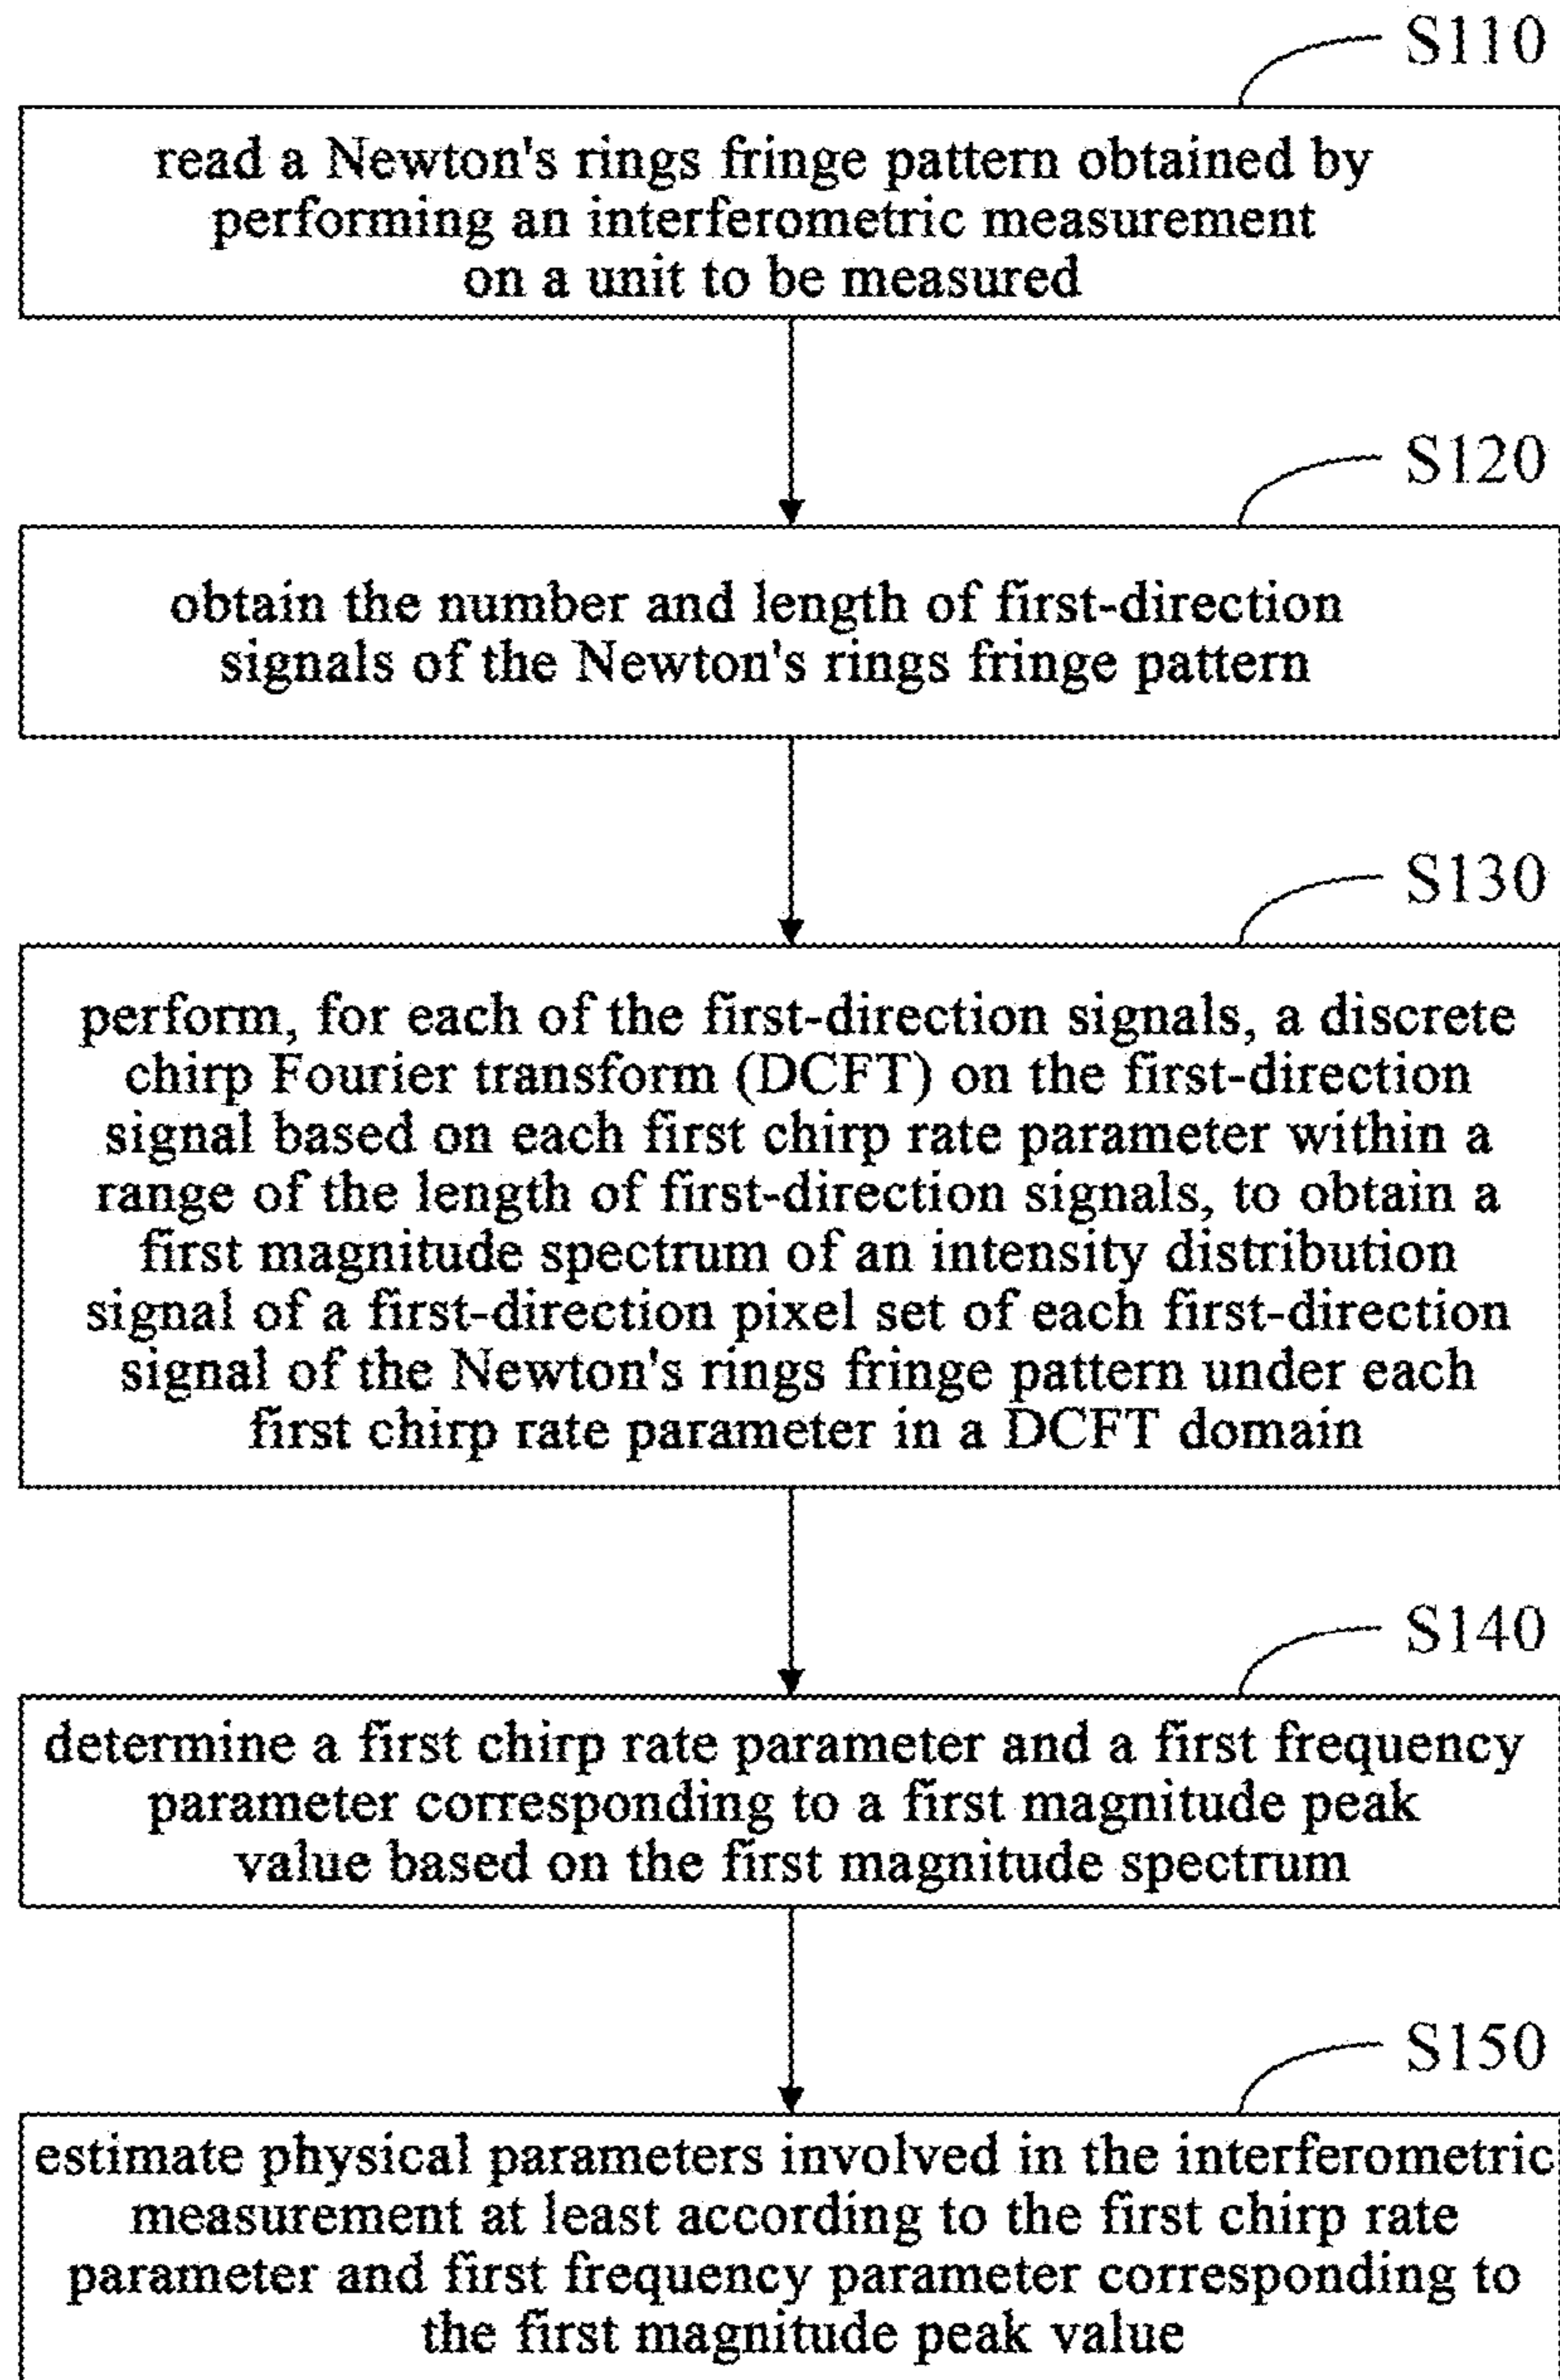 S110
read a Newton's rings fringe pattern obtained by
performing an interferometric measurement
on a unit to be measured
S120
obtain the number and length of first-direction
signals of the Newton's rings fringe pattern
S130
perform, for each of the first-direction signals, a discrete
chirp Fourier transform (DCFT) on the first-direction
signal based on each first chirp rate parameter within a
range of the length of first-direction signals, to obtain a
first magnitude spectrum of an intensity distribution
signal of a first-direction pixel set of each first-direction
signal of the Newton's rings fringe pattern under each
first chirp rate parameter in a DCFT domain
S140
determine a first chirp rate parameter and a first frequency
parameter corresponding to a first magnitude peak
value based on the first magnitude spectrum
S150
estimate physical parameters involved in the interferometric
measurement at least according to the first chirp rate
parameter and first frequency parameter corresponding to
the first magnitude peak value